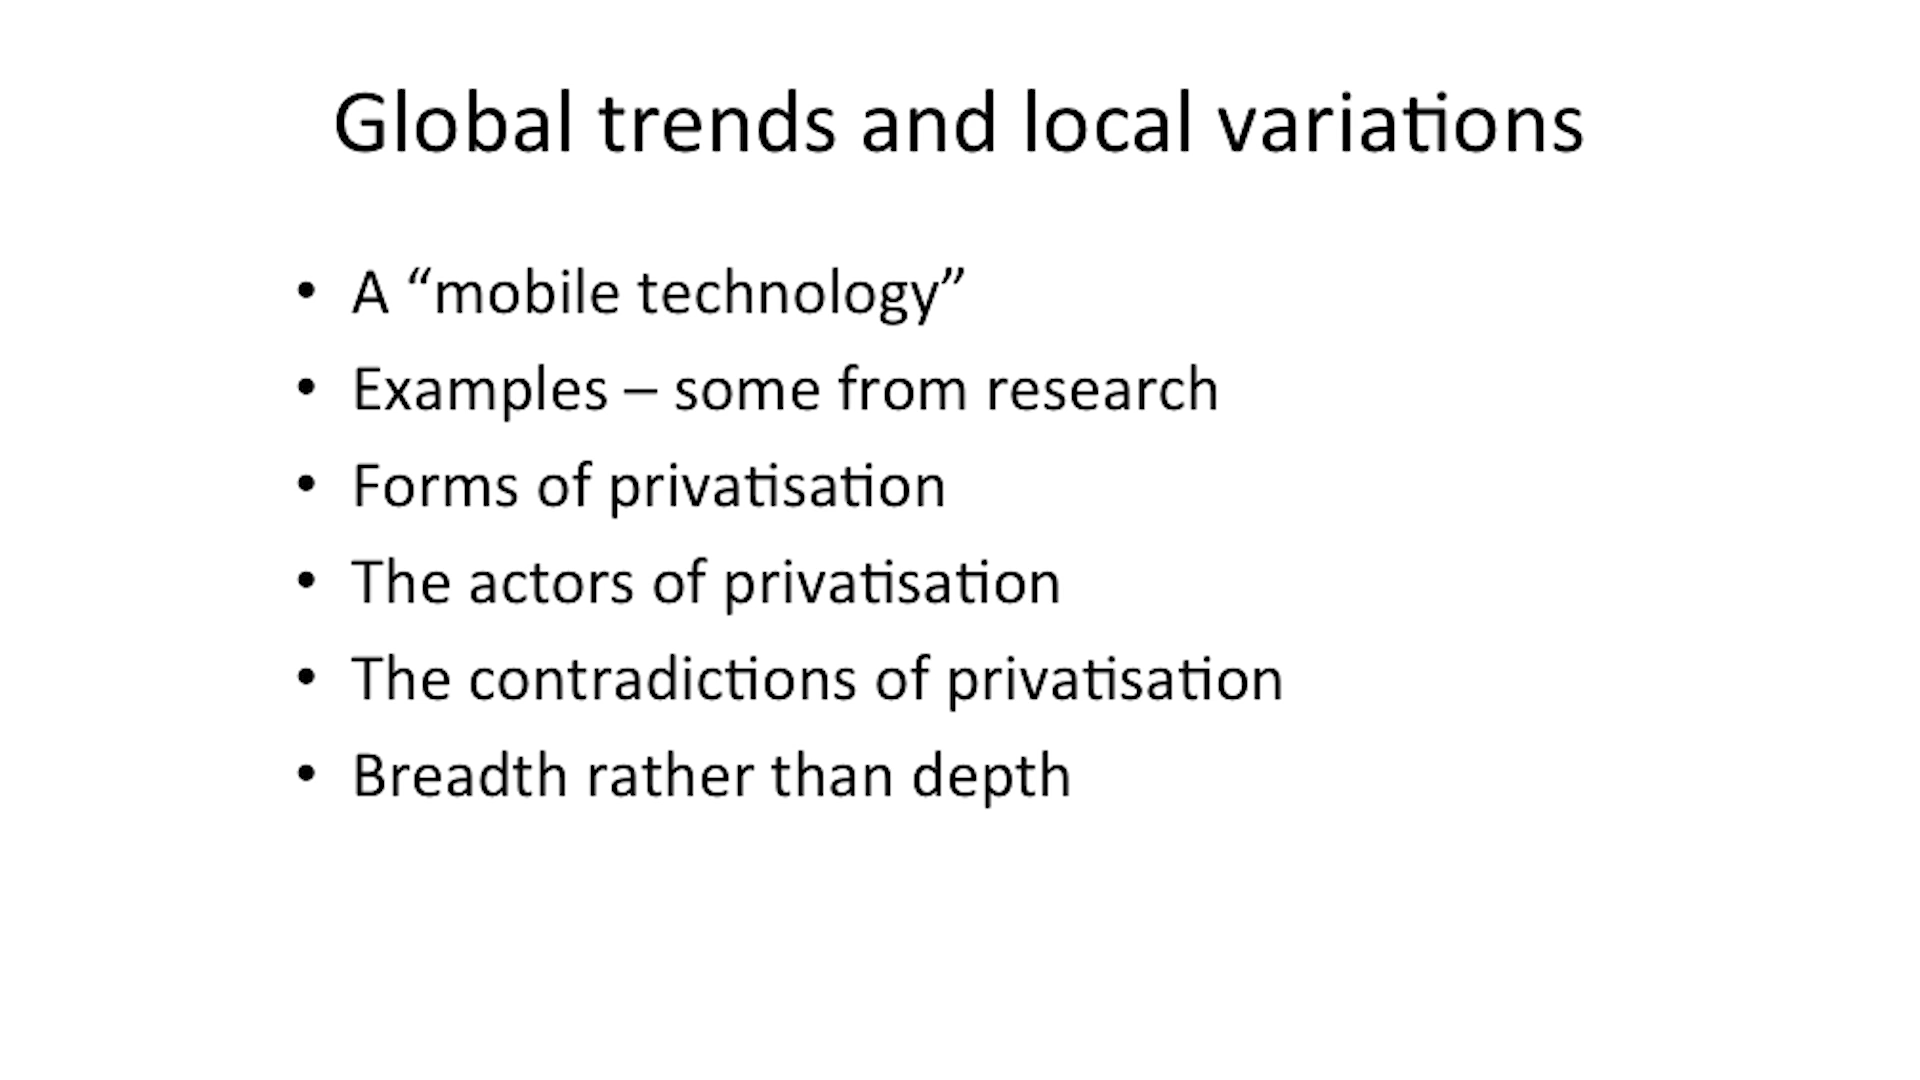 Global trends and local variations
• A “mobile technology”
• Examples – some from research
• Forms of privatisation
• The actors of privatisation
• The contradictions of privatisation
• Breadth rather than depth